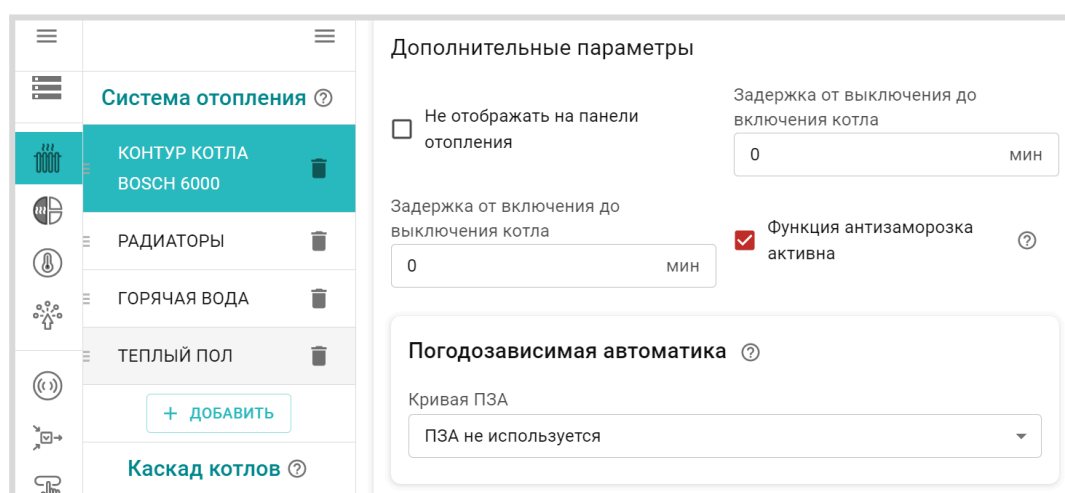 Система отопления
КОНТУР КОТЛА
BOSCH 6000
РАДИАТОРЫ
ГОРЯЧАЯ ВОДА
ТЕПЛЫЙ ПОЛ
+ ДОБАВИТЬ
Каскад котлов
Дополнительные параметры
Не отображать на панели
отопления
Задержка от выключения до
включения котла
0 мин
Задержка от включения до
выключения котла
0 мин
Функция антизаморозка
активна
Погодозависимая автоматика
Кривая ПЗА
ПЗА не используется